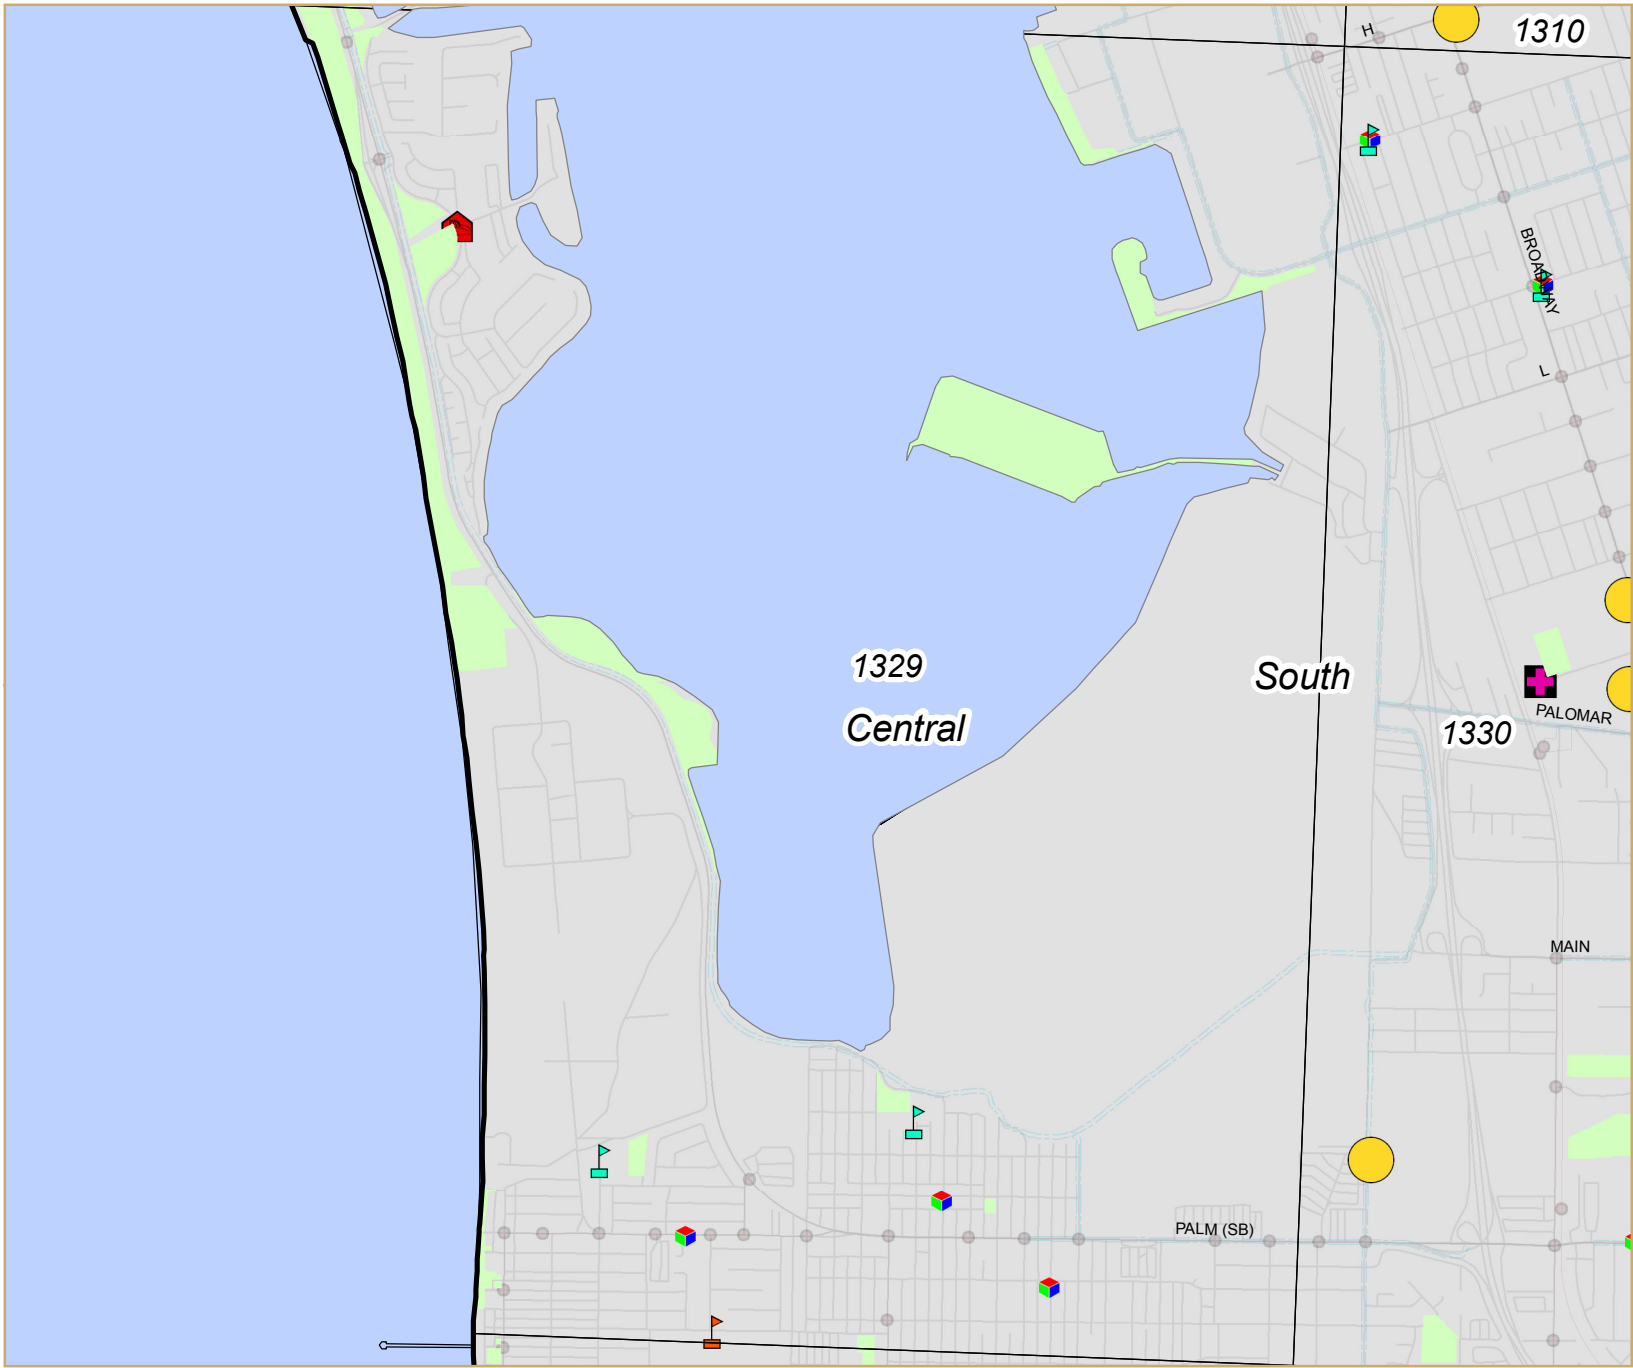 H
1310
BROADWAY
L
1329
South
Central
PALOMAR
1330
MAIN
PALM (SB)